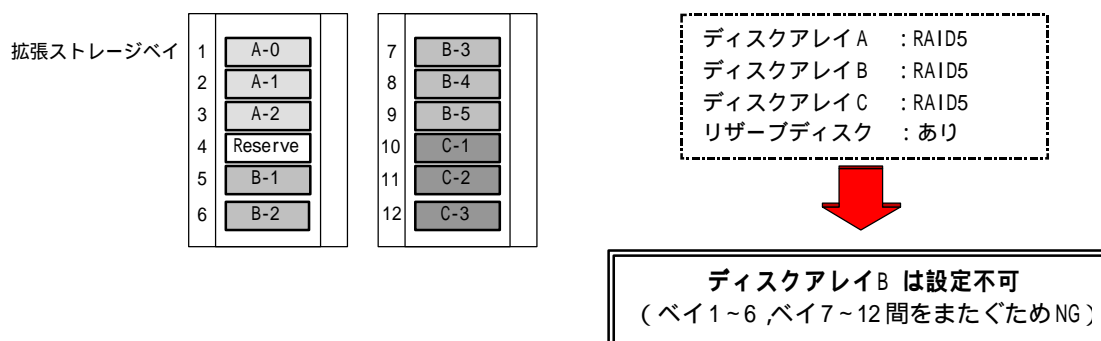 拡張ストレージベイ
1 A-0
2 A-1
3 A-2
4 Reserve
5 B-1
6 B-2
7 B-3
8 B-4
9 B-5
10 C-1
11 C-2
12 C-3
ディスクアレイA :RAID5
ディスクアレイB :RAID5
ディスクアレイC :RAID5
リザーブディスク :あり
ディスクアレイB は設定不可
(ベイ1~6,ベイ7~12間をまたぐためNG)